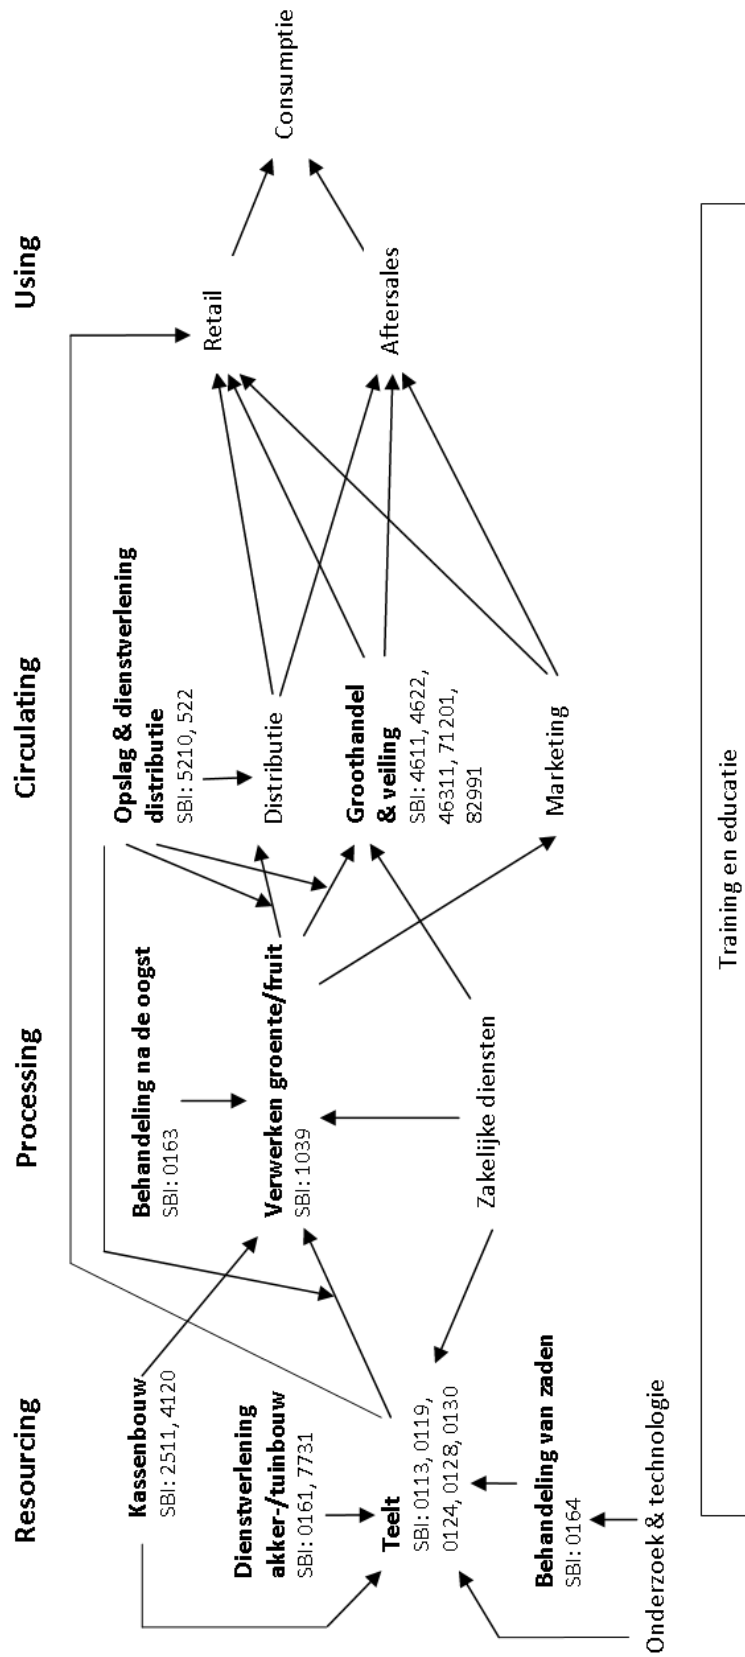 Resourcing
Processing
Circulating
Using
Kassenbouw
SBI: 2511, 4120
Dienstverlening
akker-/tuinbouw
SBI: 0161, 7731
Teelt
SBI: 0113, 0119,
0124, 0128, 0130
Behandeling van zaden
SBI: 0164
Onderzoek & technologie
Behandeling na de oogst
SBI: 0163
Verwerken groente/fruit
SBI: 1039
Zakelijke diensten
Opslag & dienstverlening
distributie
SBI: 5210, 522
Distributie
Groothandel
& veiling
SBI: 4611, 4622,
46311, 71201,
82991
Marketing
Retail
Aftersales
Consumptie
Training en educatie